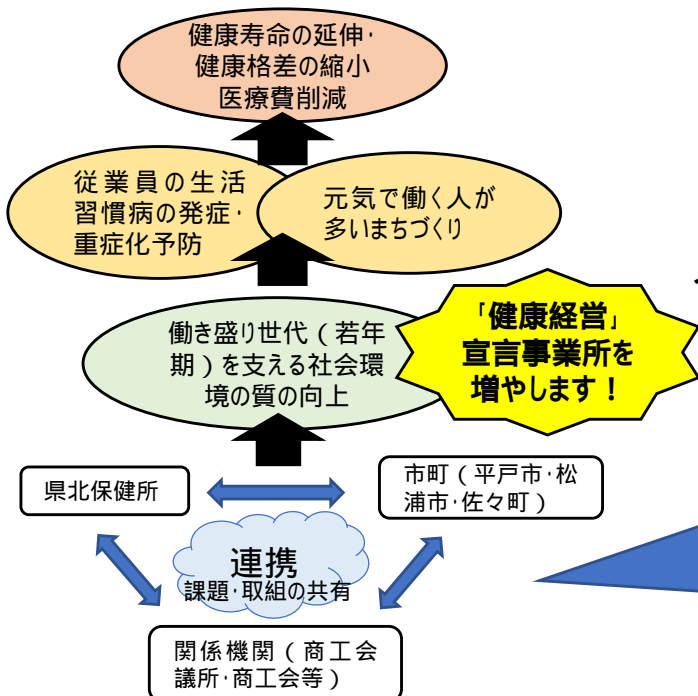 健康寿命の延伸・
健康格差の縮小
医療費削減
従業員の生活
習慣病の発症・
重症化予防
元気で働く人が
多いまちづくり
働き盛り世代（若年
期）を支える社会環
境の質の向上
「健康経営」
宣言事業所を
増やします！
県北保健所
市町（平戸市・松
浦市・佐々町）
連携
課題・取組の共有
関係機関（商工会
議所・商工会等）